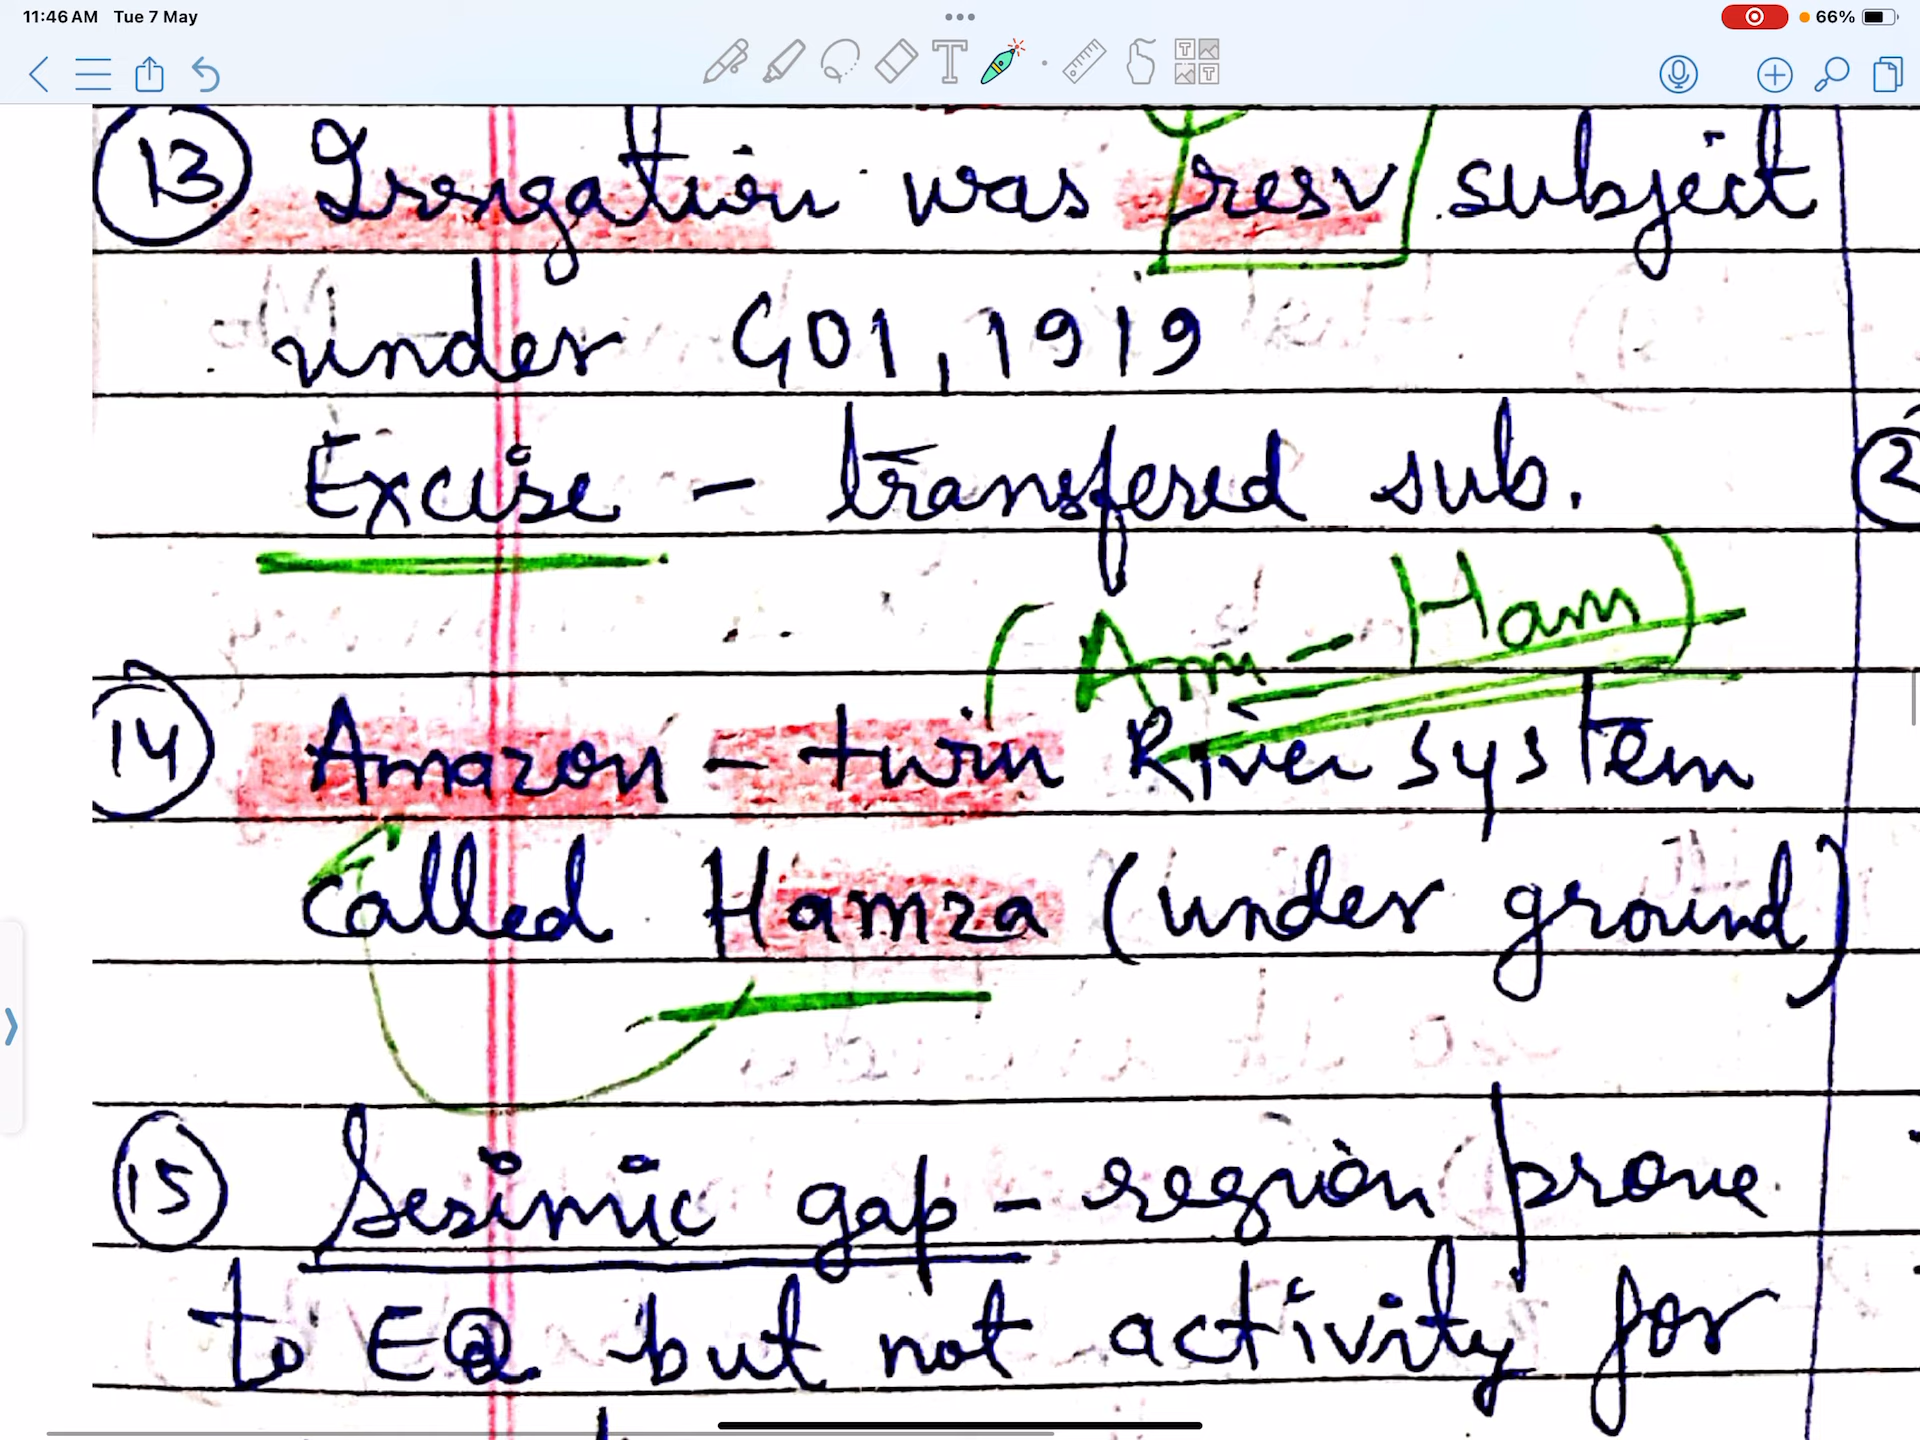 11:46 AM Tue 7 May
66%
13 Irrigation was resv subject
under GOI, 1919
Excise - transfered sub.
2
(Am - Ham)
14 Amazon - twin River system
called Hamza (under ground)
15 Sesimic gap - region prone
to EQ but not activity for